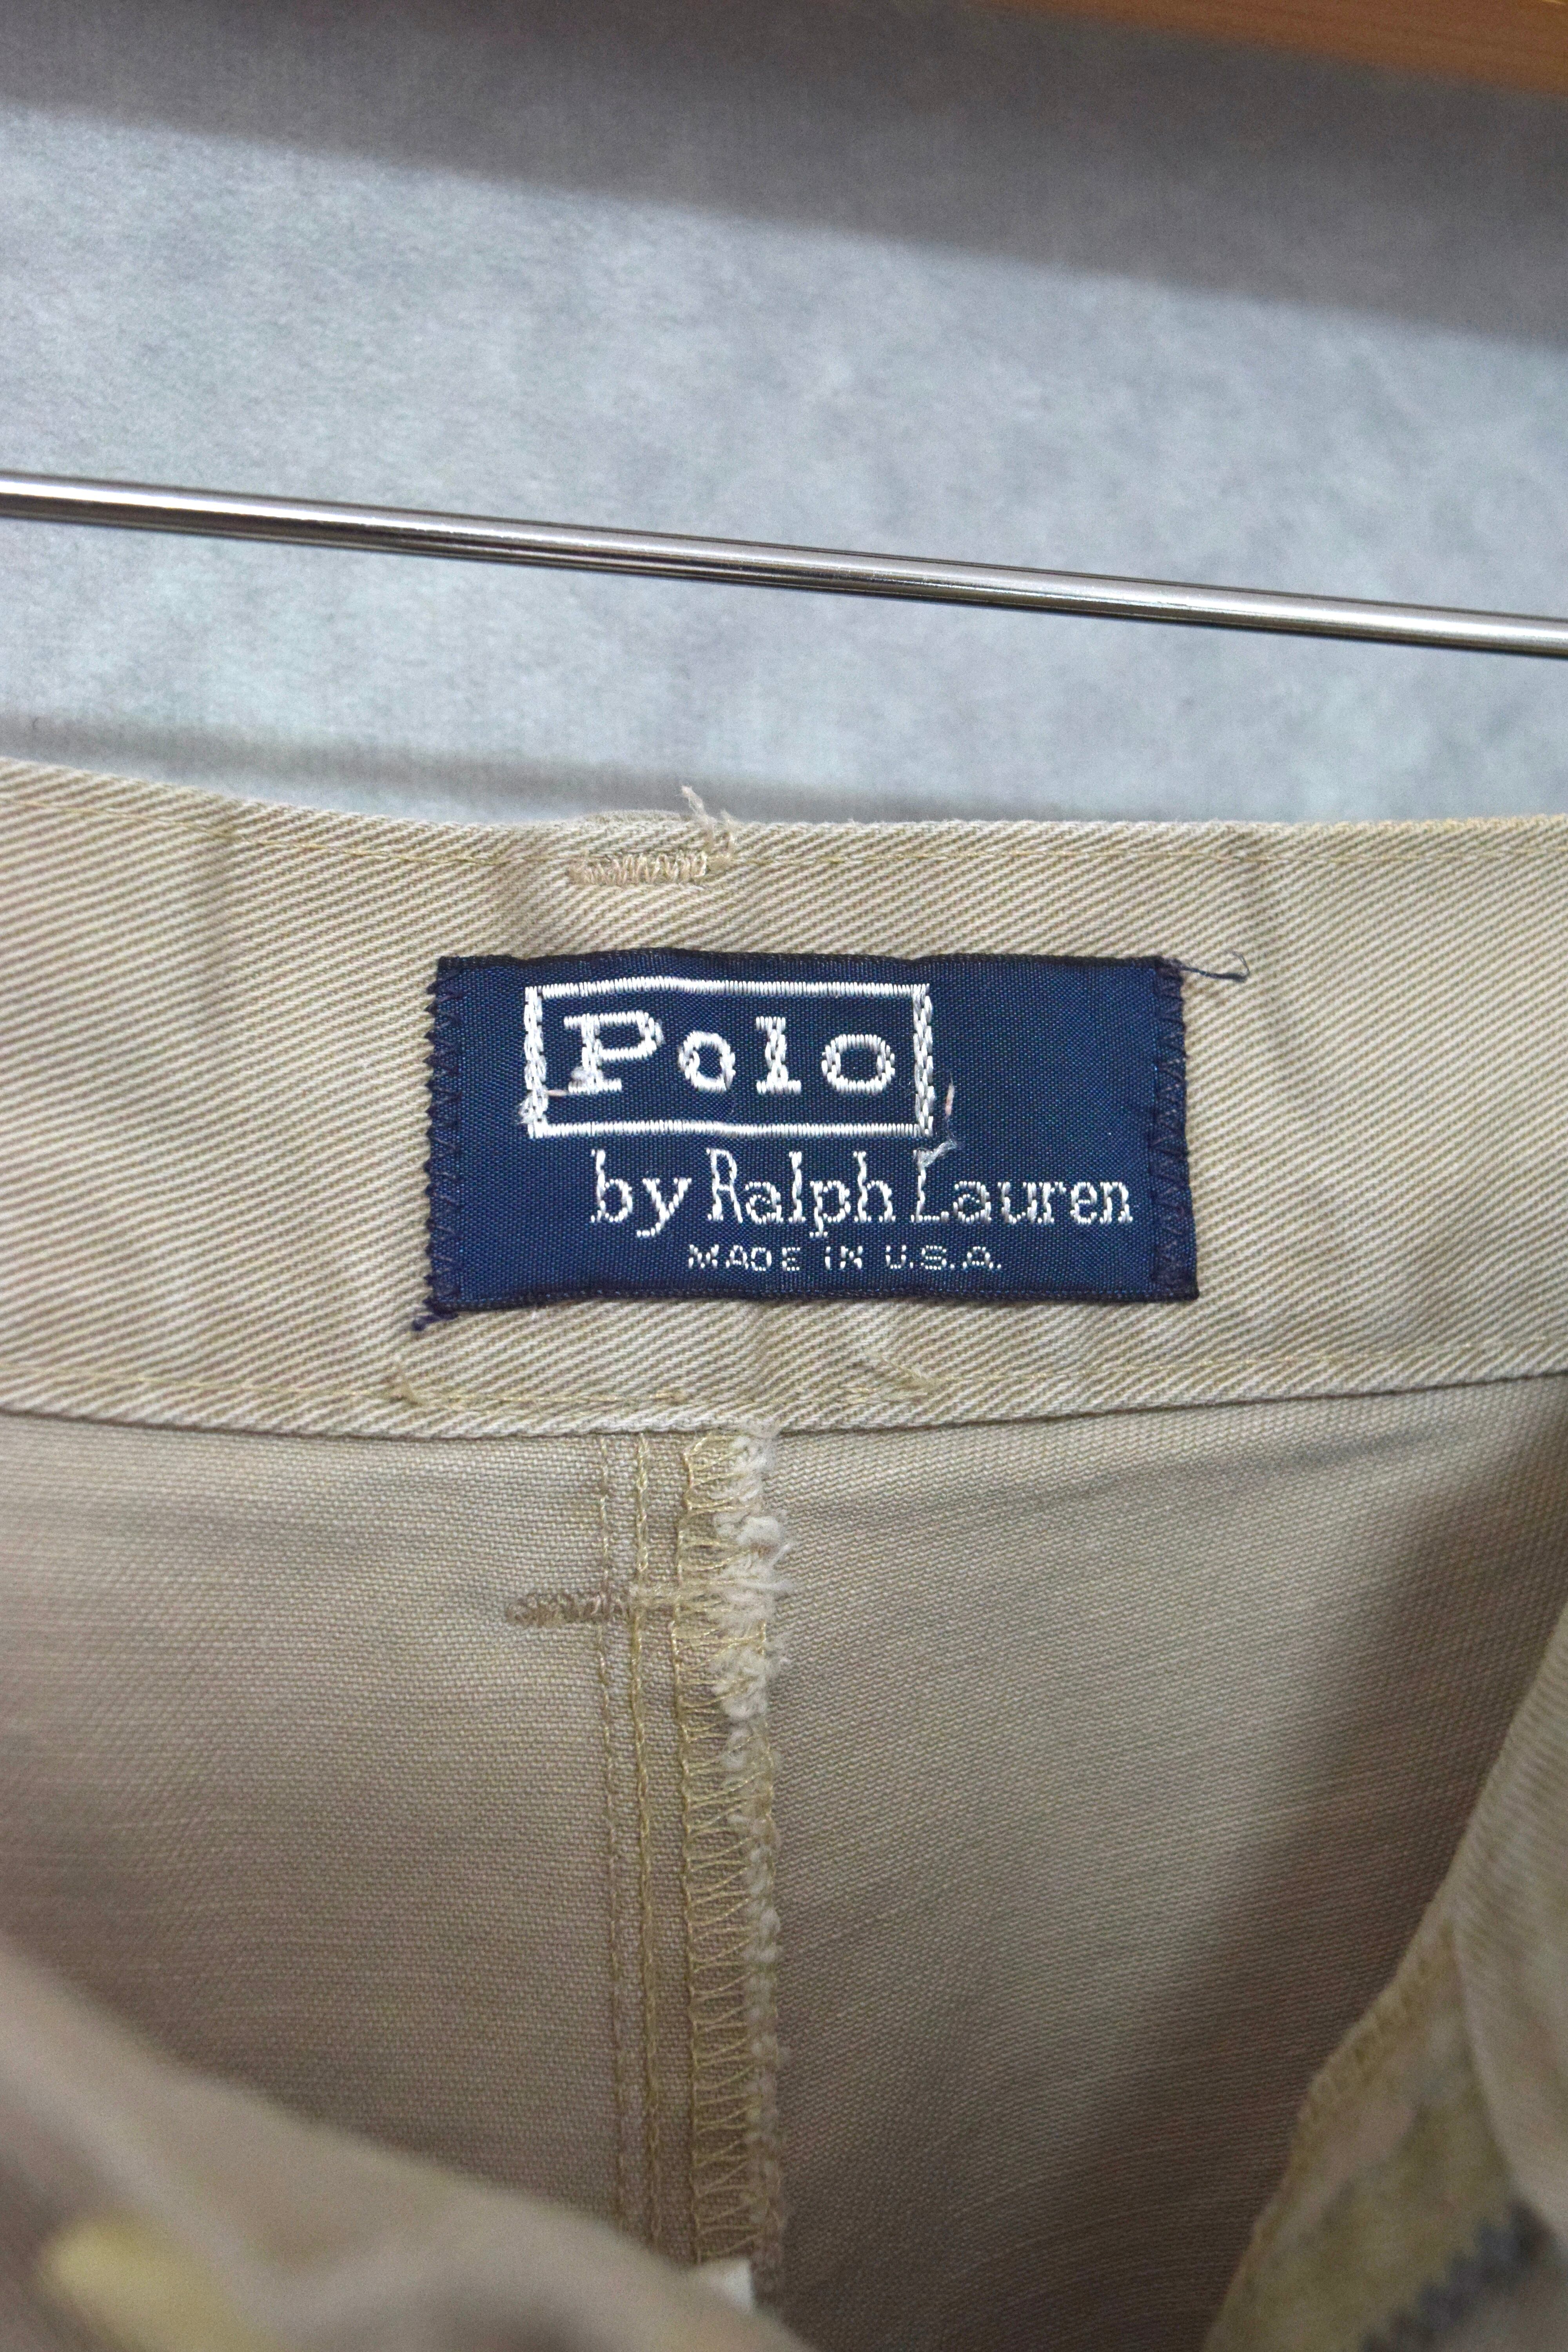 Polo
by Ralph Lauren
MADE IN U.S.A.